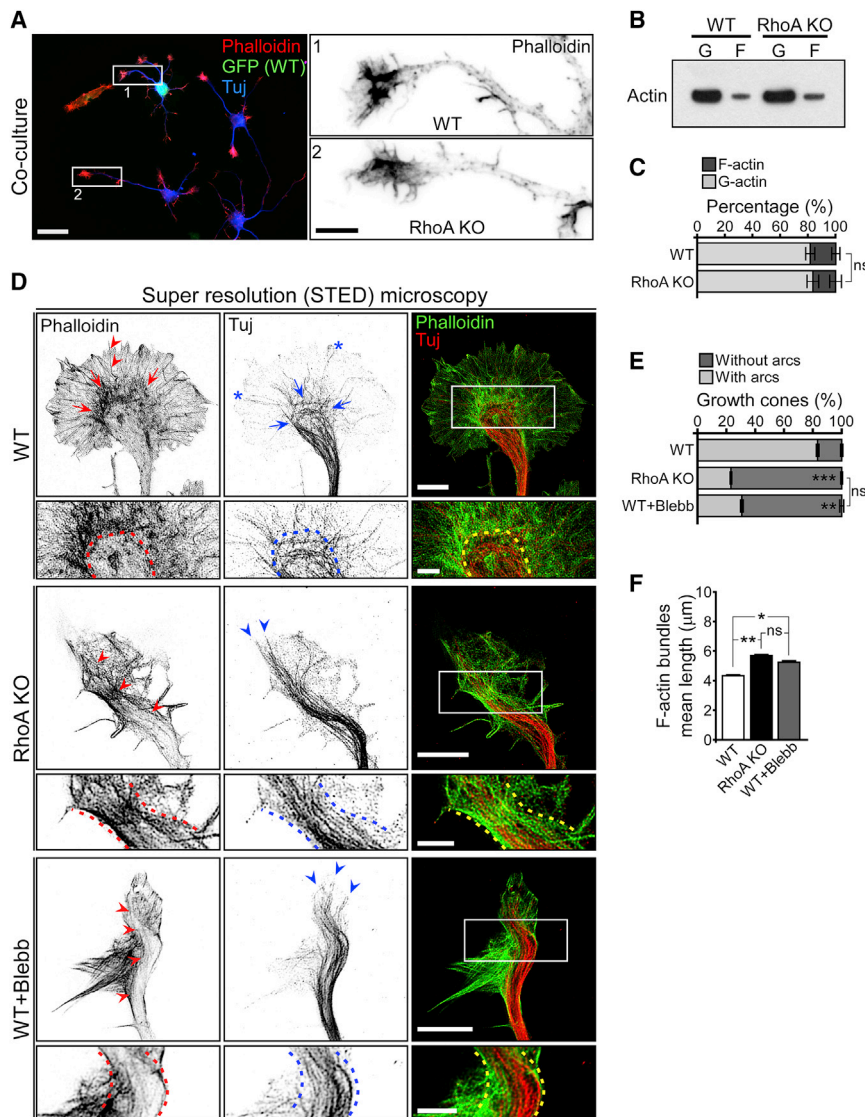 A
Co-culture
Phalloidin
GFP (WT)
Tuj
1
2
1
Phalloidin
WT
2
RhoA KO
B
WT RhoA KO
G F G F
Actin
C
F-actin
G-actin
Percentage (%)
0 20 40 60 80 100
WT
RhoA KO
ns
D
Super resolution (STED) microscopy
Phalloidin
Tuj
Phalloidin
Tuj
WT
*
*
RhoA KO
WT+Blebb
E
Without arcs
With arcs
Growth cones (%)
0 20 40 60 80 100
WT
RhoA KO ***
WT+Blebb **
ns
F
F-actin bundles
mean length (μm)
10
8
6
4
2
0
*
** ns
WT
RhoA KO
WT+Blebb